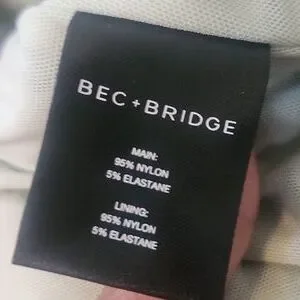 BEC + BRIDGE
MAIN:
95% NYLON
5% ELASTANE
LINING:
95% NYLON
5% ELASTANE